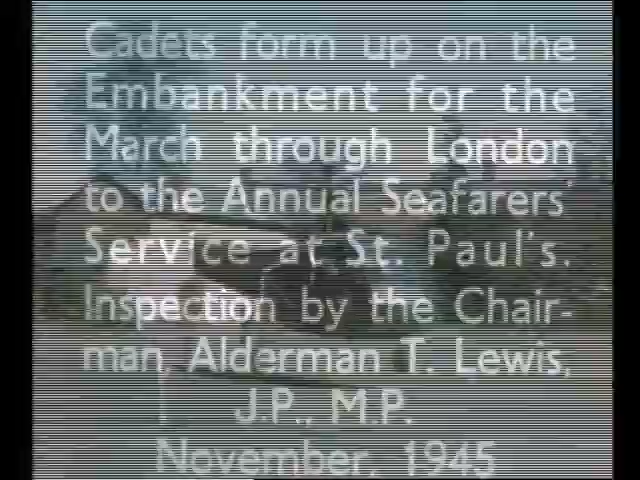 Cadets form up on the
Embankment for the
March through London
to the Annual Seafarers'
Service at St. Paul's.
Inspection by the Chair-
man, Alderman T. Lewis,
J.P., M.P.
November, 1945